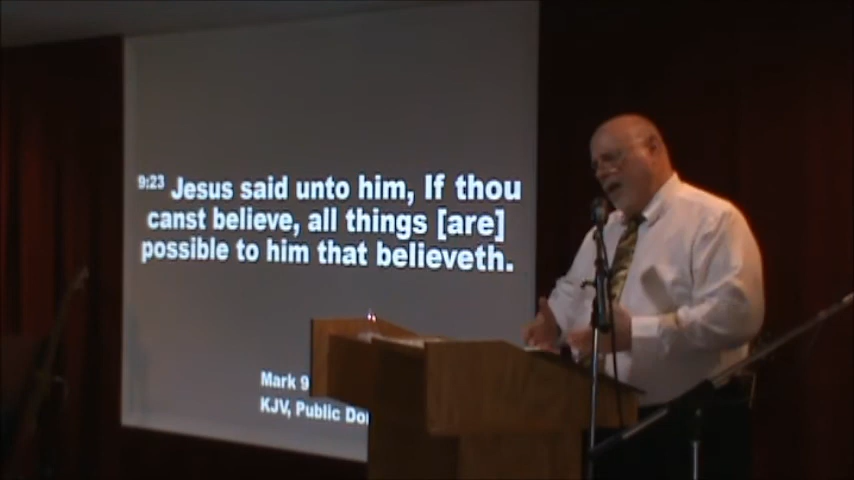 9:23 Jesus said unto him, If thou
canst believe, all things [are]
possible to him that believeth.
Mark 9
KJV, Public